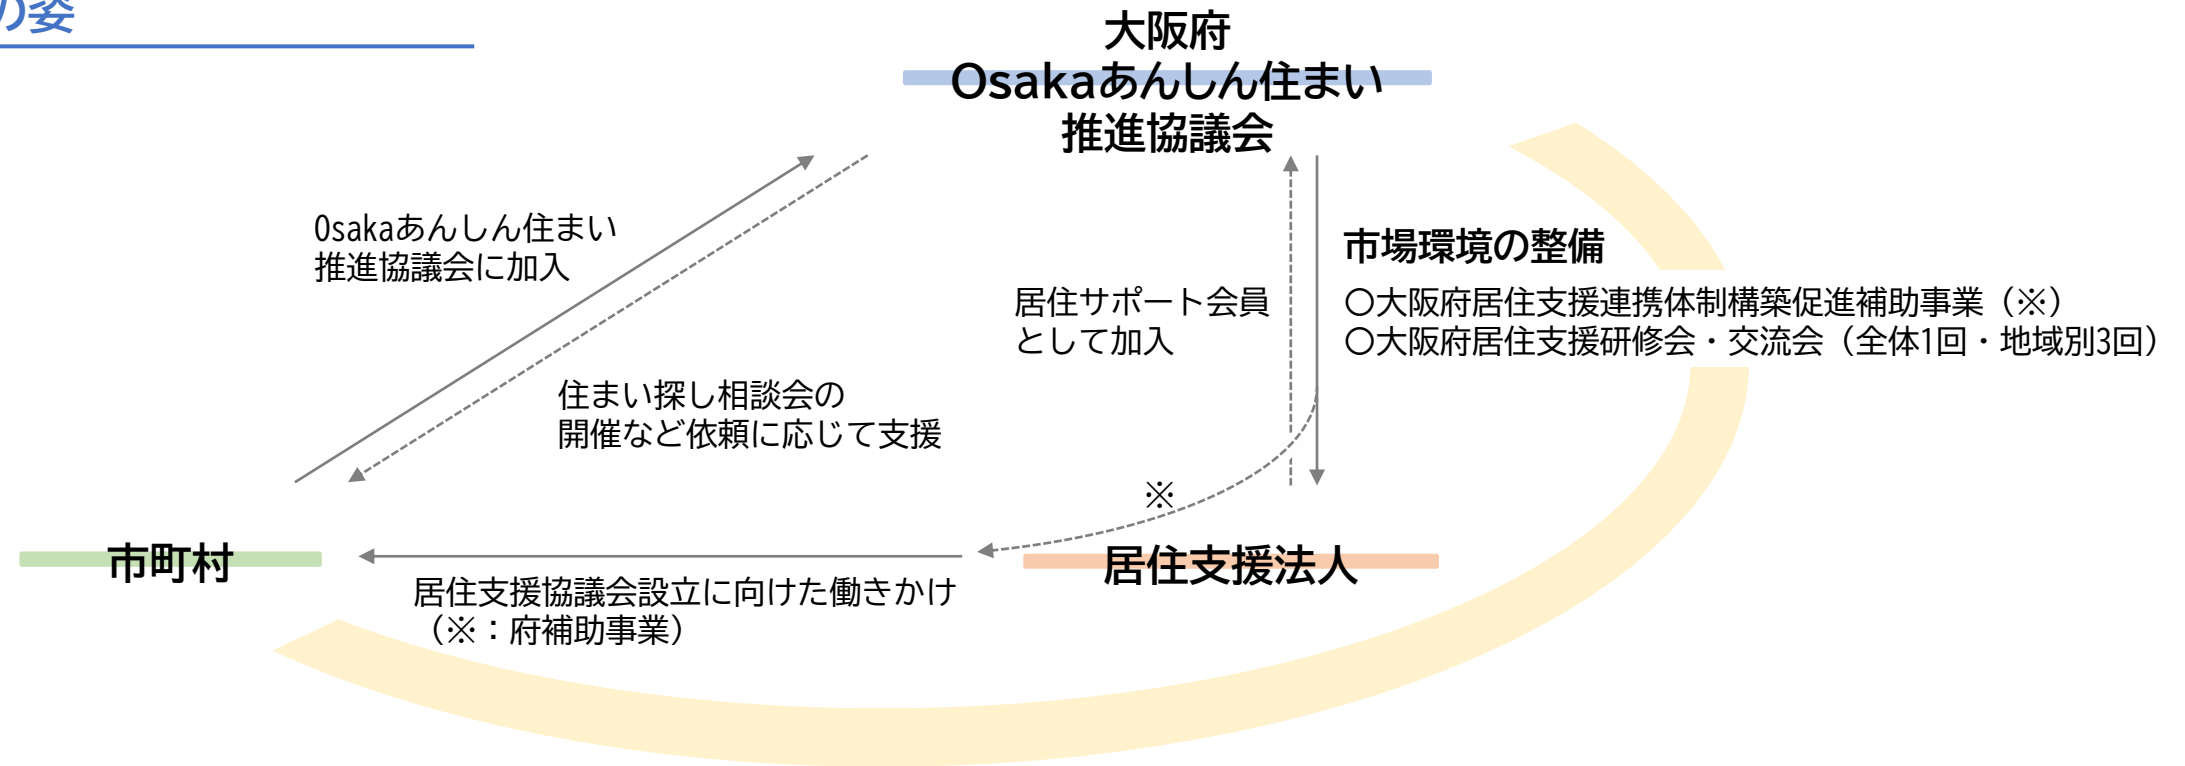 の姿
大阪府
Osakaあんしん住まい
推進協議会
Osakaあんしん住まい
推進協議会に加入
市場環境の整備
居住サポート会員
として加入
〇大阪府居住支援連携体制構築促進補助事業（※）
〇大阪府居住支援研修会・交流会（全体1回・地域別3回）
住まい探し相談会の
開催など依頼に応じて支援
※
市町村
居住支援法人
居住支援協議会設立に向けた働きかけ
（※：府補助事業）